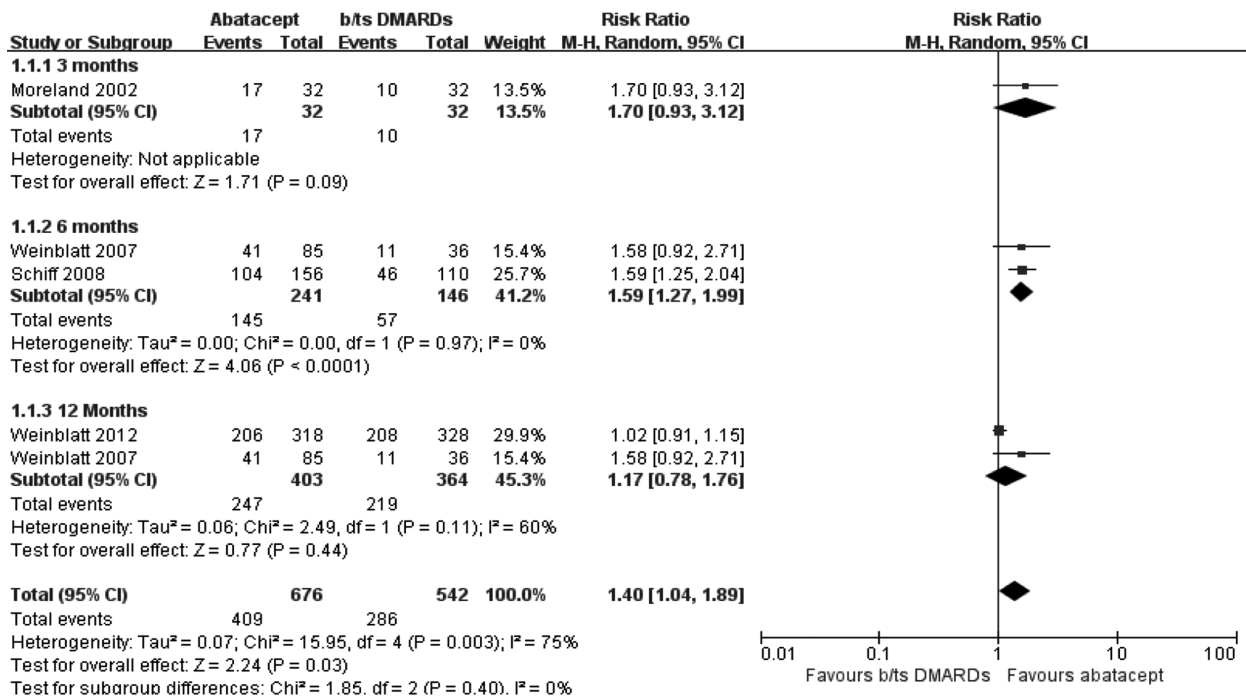 Abatacept b/ts DMARDs Risk Ratio Risk Ratio
Study or Subgroup Events Total Events Total Weight M-H, Random, 95% CI M-H, Random, 95% CI
1.1.1 3 months
Moreland 2002 17 32 10 32 13.5% 1.70 [0.93, 3.12]
Subtotal (95% CI) 32 32 13.5% 1.70 [0.93, 3.12]
Total events 17 10
Heterogeneity: Not applicable
Test for overall effect: Z = 1.71 (P = 0.09)
1.1.2 6 months
Weinblatt 2007 41 85 11 36 15.4% 1.58 [0.92, 2.71]
Schiff 2008 104 156 46 110 25.7% 1.59 [1.25, 2.04]
Subtotal (95% CI) 241 146 41.2% 1.59 [1.27, 1.99]
Total events 145 57
Heterogeneity: Tau² = 0.00; Chi² = 0.00, df = 1 (P = 0.97); I² = 0%
Test for overall effect: Z = 4.06 (P < 0.0001)
1.1.3 12 Months
Weinblatt 2012 206 318 208 328 29.9% 1.02 [0.91, 1.15]
Weinblatt 2007 41 85 11 36 15.4% 1.58 [0.92, 2.71]
Subtotal (95% CI) 403 364 45.3% 1.17 [0.78, 1.76]
Total events 247 219
Heterogeneity: Tau² = 0.06; Chi² = 2.49, df = 1 (P = 0.11); I² = 60%
Test for overall effect: Z = 0.77 (P = 0.44)
Total (95% CI) 676 542 100.0% 1.40 [1.04, 1.89]
Total events 409 286
Heterogeneity: Tau² = 0.07; Chi² = 15.95, df = 4 (P = 0.003); I² = 75%
Test for overall effect: Z = 2.24 (P = 0.03)
Test for subgroup differences: Chi² = 1.85, df = 2 (P = 0.40), I² = 0%
0.01 0.1 1 10 100
Favours b/ts DMARDs Favours abatacept